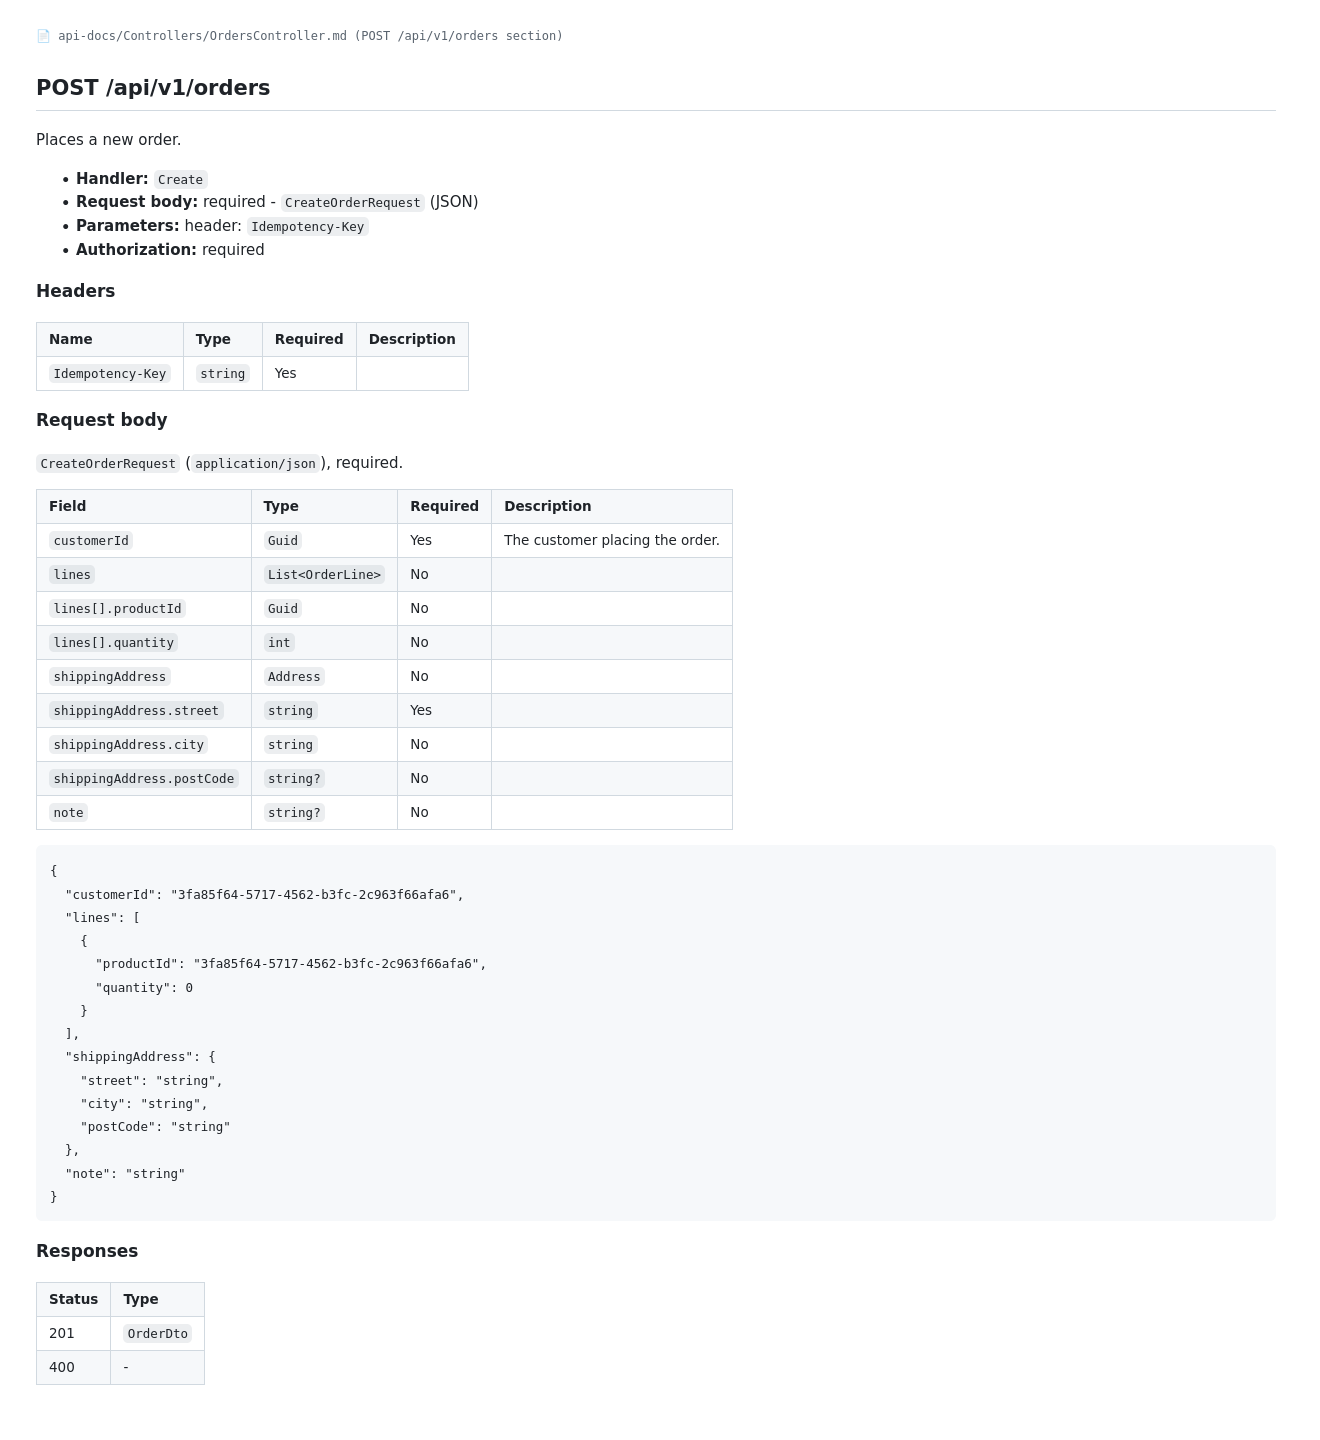 📄 api-docs/Controllers/OrdersController.md (POST /api/v1/orders section)
POST /api/v1/orders
Places a new order.
• Handler: Create
• Request body: required - CreateOrderRequest (JSON)
• Parameters: header: Idempotency-Key
• Authorization: required
Headers
Name Type Required Description
Idempotency-Key string Yes
Request body
CreateOrderRequest (application/json), required.
Field Type Required Description
customerId Guid Yes The customer placing the order.
lines List<OrderLine> No
lines[].productId Guid No
lines[].quantity int No
shippingAddress Address No
shippingAddress.street string Yes
shippingAddress.city string No
shippingAddress.postCode string? No
note string? No
{
  "customerId": "3fa85f64-5717-4562-b3fc-2c963f66afa6",
  "lines": [
    {
      "productId": "3fa85f64-5717-4562-b3fc-2c963f66afa6",
      "quantity": 0
    }
  ],
  "shippingAddress": {
    "street": "string",
    "city": "string",
    "postCode": "string"
  },
  "note": "string"
}
Responses
Status Type
201 OrderDto
400 -